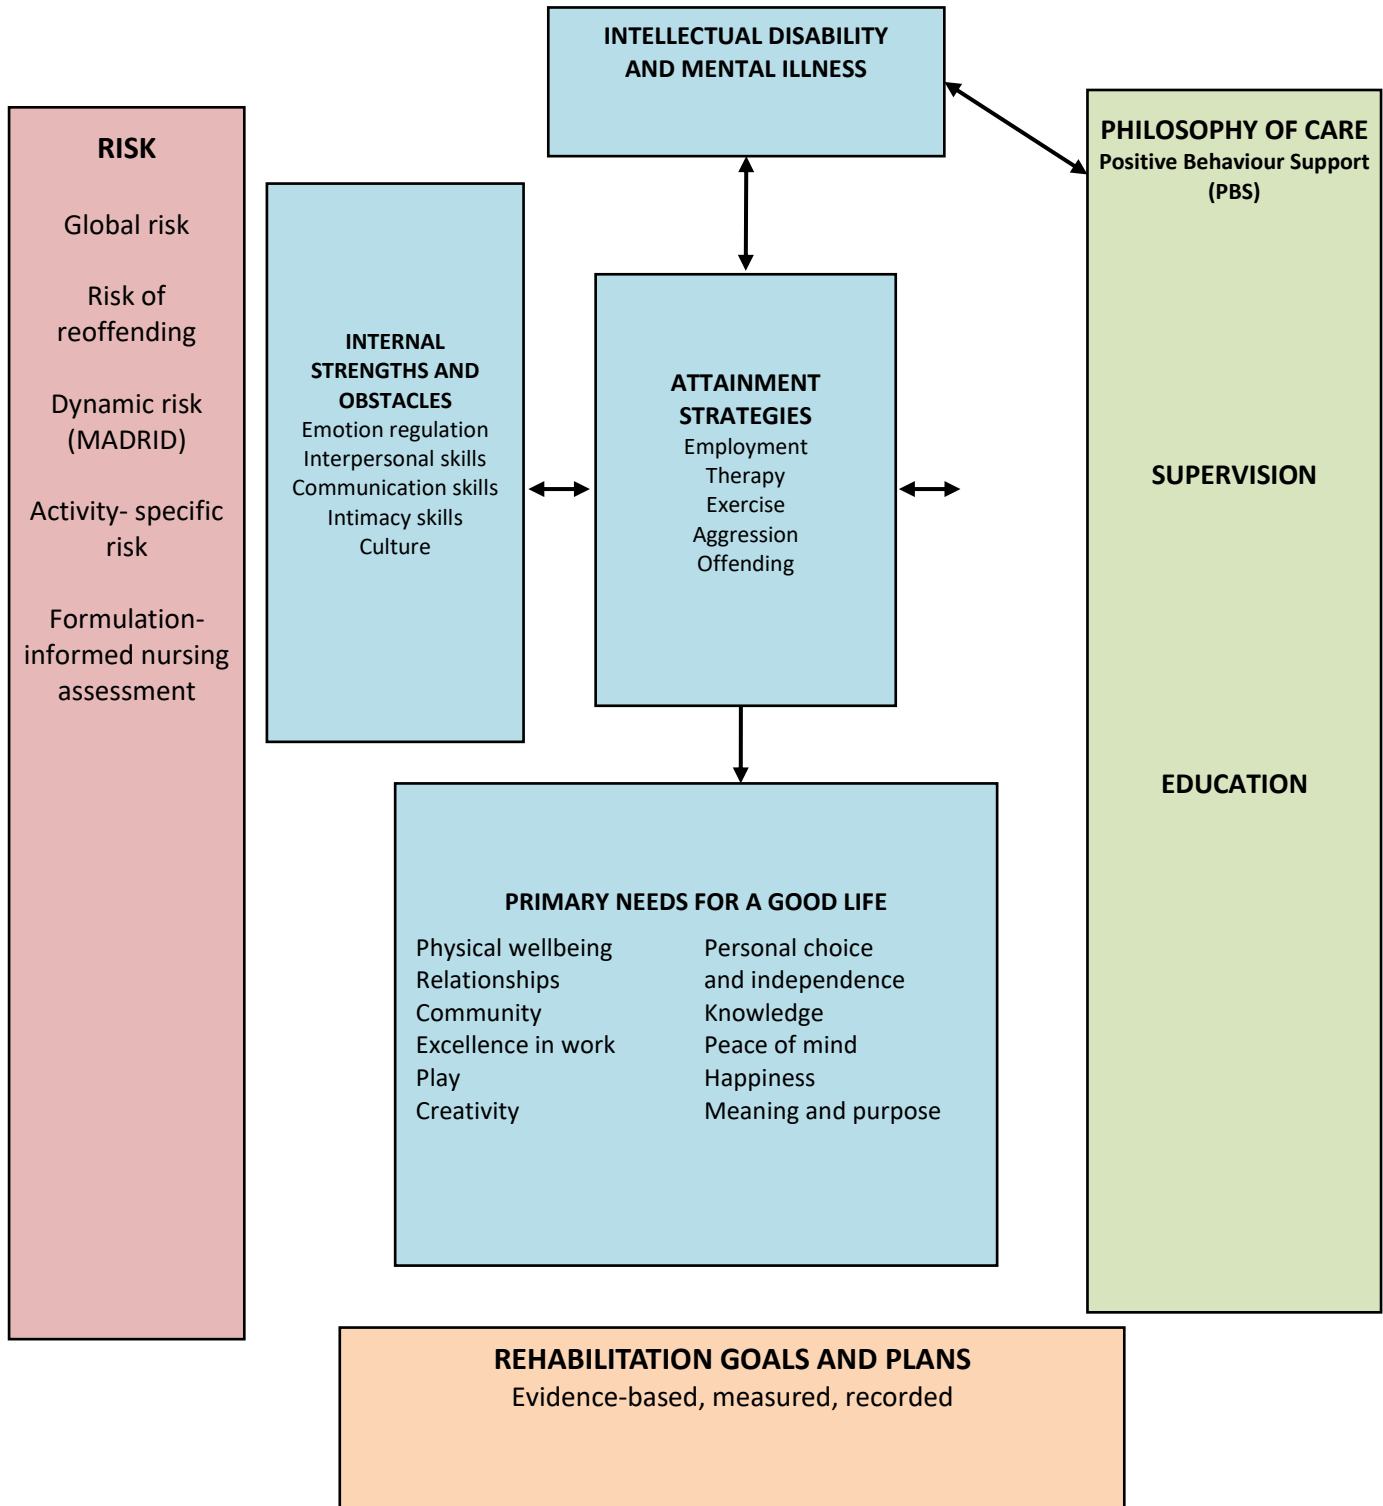 INTELLECTUAL DISABILITY
AND MENTAL ILLNESS
RISK
Global risk
Risk of
reoffending
Dynamic risk
(MADRID)
Activity- specific
risk
Formulation-
informed nursing
assessment
INTERNAL
STRENGTHS AND
OBSTACLES
Emotion regulation
Interpersonal skills
Communication skills
Intimacy skills
Culture
ATTAINMENT
STRATEGIES
Employment
Therapy
Exercise
Aggression
Offending
PHILOSOPHY OF CARE
Positive Behaviour Support
(PBS)
SUPERVISION
EDUCATION
PRIMARY NEEDS FOR A GOOD LIFE
Physical wellbeing
Relationships
Community
Excellence in work
Play
Creativity
Personal choice
and independence
Knowledge
Peace of mind
Happiness
Meaning and purpose
REHABILITATION GOALS AND PLANS
Evidence-based, measured, recorded